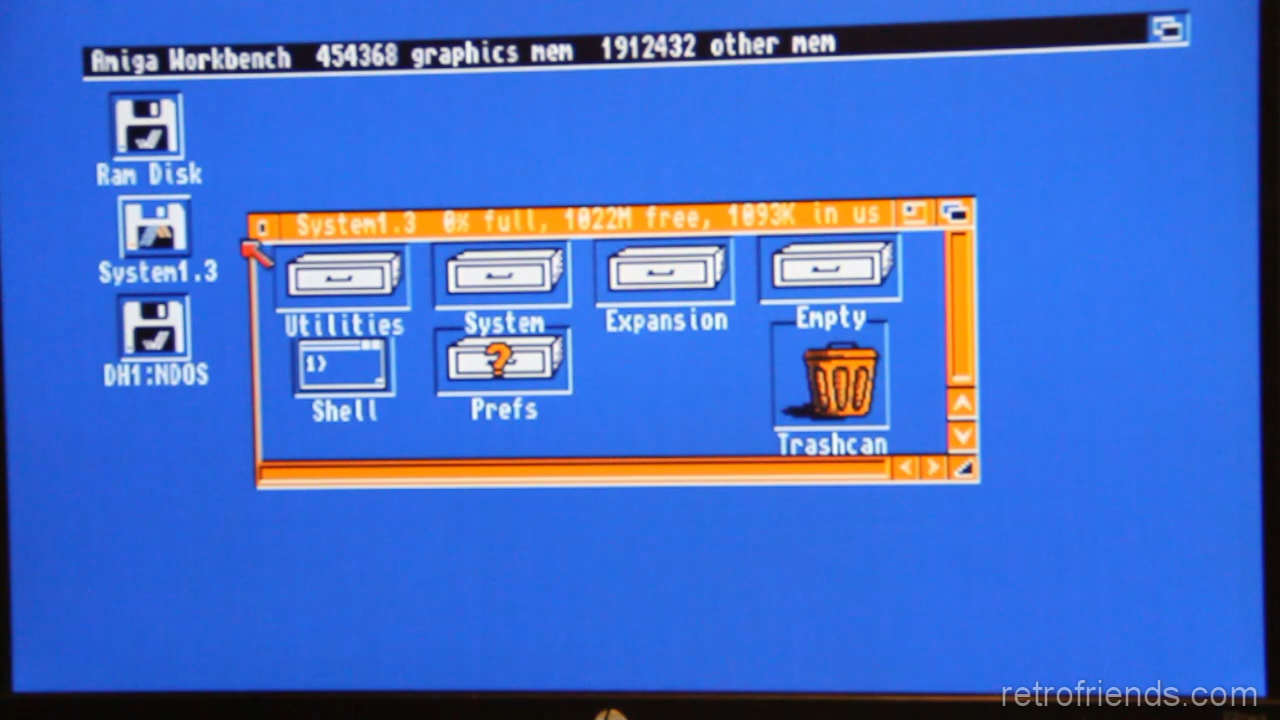 Amiga Workbench 454368 graphics mem 1912432 other mem
Ram Disk
System1.3
DH1:NDOS
System1.3 0% full, 1022M free, 1093K in us
Utilities System Expansion Empty
1>
Shell Prefs Trashcan
retrofriends.com